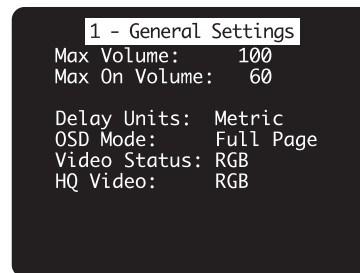 1 - General Settings
Max Volume: 100
Max On Volume: 60
Delay Units: Metric
OSD Mode: Full Page
Video Status: RGB
HQ Video: RGB